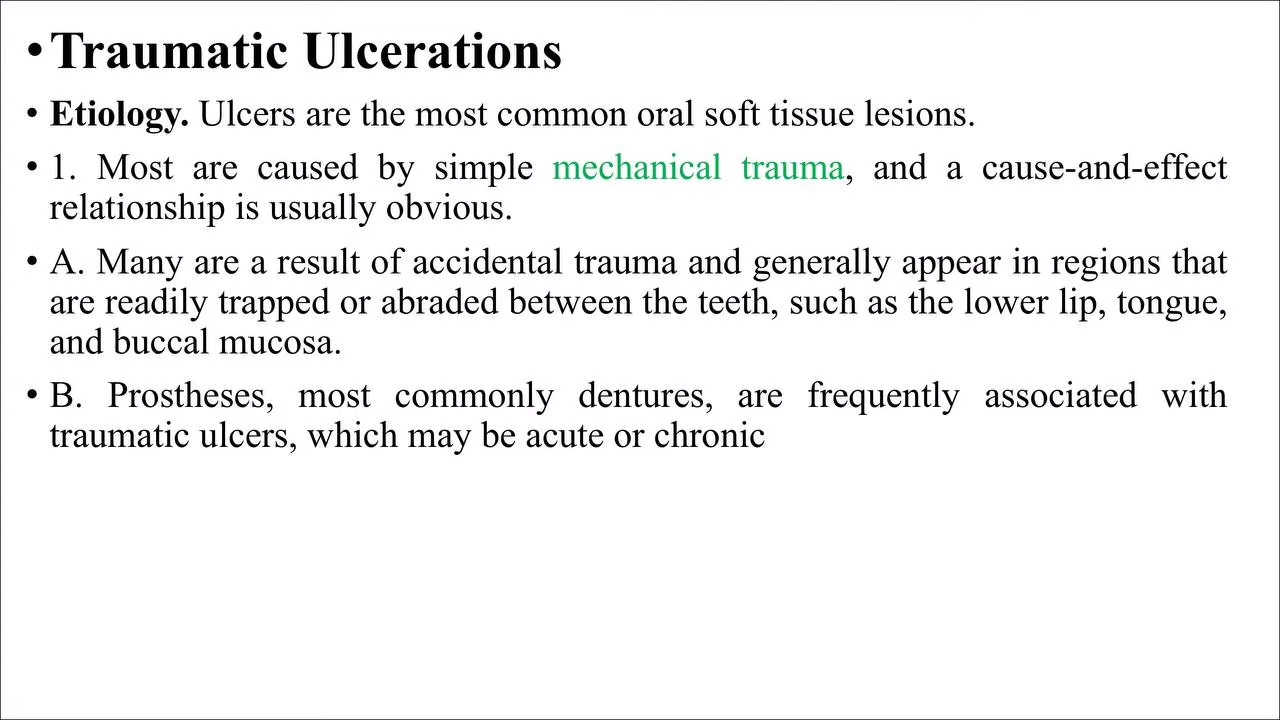 •Traumatic Ulcerations
• Etiology. Ulcers are the most common oral soft tissue lesions.
• 1. Most are caused by simple mechanical trauma, and a cause-and-effect
relationship is usually obvious.
• A. Many are a result of accidental trauma and generally appear in regions that
are readily trapped or abraded between the teeth, such as the lower lip, tongue,
and buccal mucosa.
• B. Prostheses, most commonly dentures, are frequently associated with
traumatic ulcers, which may be acute or chronic